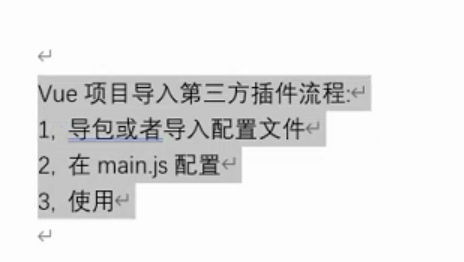 Vue 项目导入第三方插件流程:
1, 导包或者导入配置文件
2, 在 main.js 配置
3, 使用